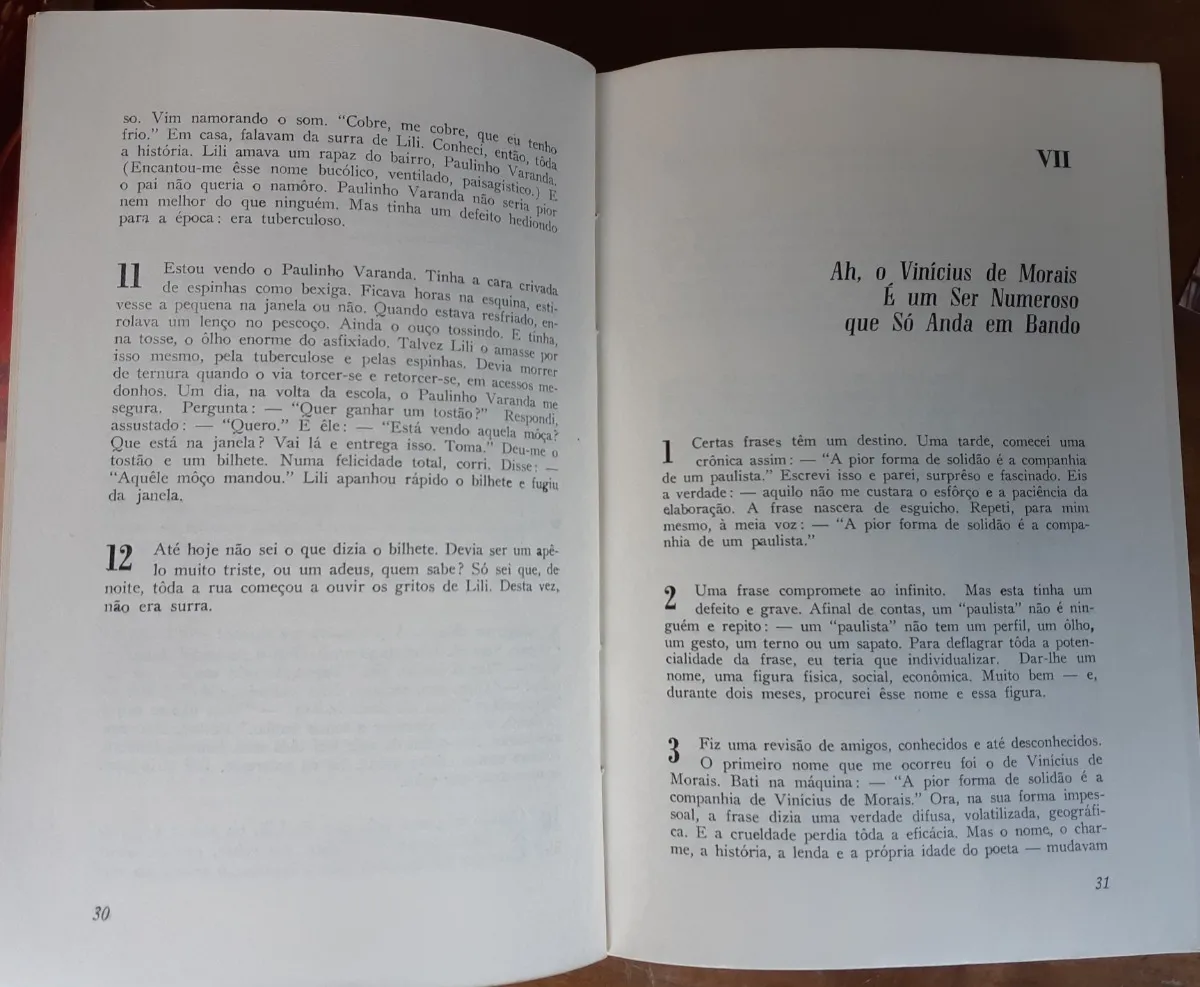 so. Vim namorando o som. “Cobre, me cobre, que eu tenho
frio.” Em casa, falavam da surra de Lili. Conheci, então, tôda
a história. Lili amava um rapaz do bairro, Paulinho Varanda.
(Encantou-me êsse nome bucólico, ventilado, paisagístico.) E
o pai não queria o namôro. Paulinho Varanda não seria pior
nem melhor do que ninguém. Mas tinha um defeito hediondo
para a época: era tuberculoso.
11 Estou vendo o Paulinho Varanda. Tinha a cara crivada
de espinhas como bexiga. Ficava horas na esquina, esti-
vesse a pequena na janela ou não. Quando estava resfriado, en-
rolava um lenço no pescoço. Ainda o ouço tossindo. E tinha,
na tosse, o ôlho enorme do asfixiado. Talvez Lili o amasse por
isso mesmo, pela tuberculose e pelas espinhas. Devia morrer
de ternura quando o via torcer-se e retorcer-se, em acessos me-
donhos. Um dia, na volta da escola, o Paulinho Varanda me
segura. Pergunta: — “Quer ganhar um tostão?” Respondi,
assustado: — “Quero.” E êle: — “Está vendo aquela môça?
Que está na janela? Vai lá e entrega isso. Toma.” Deu-me o
tostão e um bilhete. Numa felicidade total, corri. Disse: —
“Aquêle môço mandou.” Lili apanhou rápido o bilhete e fugiu
da janela.
12 Até hoje não sei o que dizia o bilhete. Devia ser um apê-
lo muito triste, ou um adeus, quem sabe? Só sei que, de
noite, tôda a rua começou a ouvir os gritos de Lili. Desta vez,
não era surra.
30
VII
Ah, o Vinícius de Morais
É um Ser Numeroso
que Só Anda em Bando
1 Certas frases têm um destino. Uma tarde, comecei uma
crônica assim: — “A pior forma de solidão é a companhia
de um paulista.” Escrevi isso e parei, surprêso e fascinado. Eis
a verdade: — aquilo não me custara o esfôrço e a paciência da
elaboração. A frase nascera de esguicho. Repeti, para mim
mesmo, à meia voz: — “A pior forma de solidão é a compa-
nhia de um paulista.”
2 Uma frase compromete ao infinito. Mas esta tinha um
defeito e grave. Afinal de contas, um “paulista” não é nin-
guém e repito: — um “paulista” não tem um perfil, um ôlho,
um gesto, um terno ou um sapato. Para deflagrar tôda a poten-
cialidade da frase, eu teria que individualizar. Dar-lhe um
nome, uma figura física, social, econômica. Muito bem — e,
durante dois meses, procurei êsse nome e essa figura.
3 Fiz uma revisão de amigos, conhecidos e até desconhecidos.
O primeiro nome que me ocorreu foi o de Vinícius de
Morais. Bati na máquina: — “A pior forma de solidão é a
companhia de Vinícius de Morais.” Ora, na sua forma impes-
soal, a frase dizia uma verdade difusa, volatilizada, geográfi-
ca. E a crueldade perdia tôda a eficácia. Mas o nome, o char-
me, a história, a lenda e a própria idade do poeta — mudavam
31